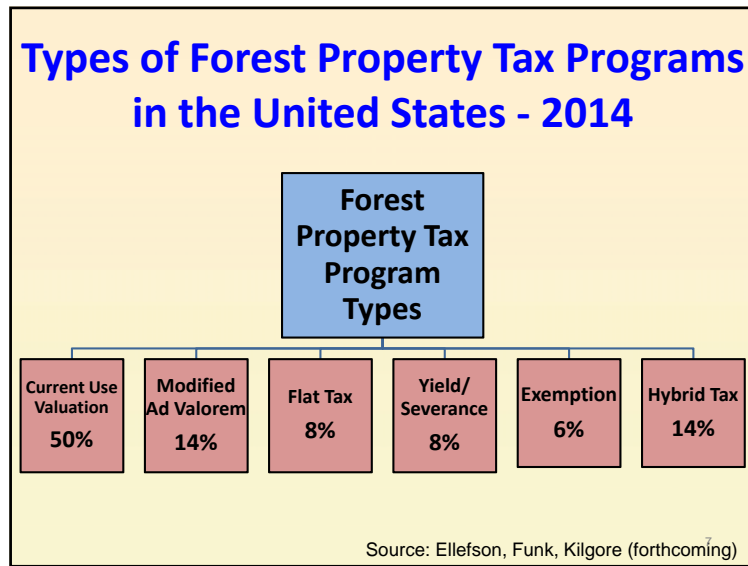 Types of Forest Property Tax Programs
in the United States - 2014
Forest
Property Tax
Program
Types
Current Use
Valuation
50%
Modified
Ad Valorem
14%
Flat Tax
8%
Yield/
Severance
8%
Exemption
6%
Hybrid Tax
14%
Source: Ellefson, Funk, Kilgore (forthcoming)
7